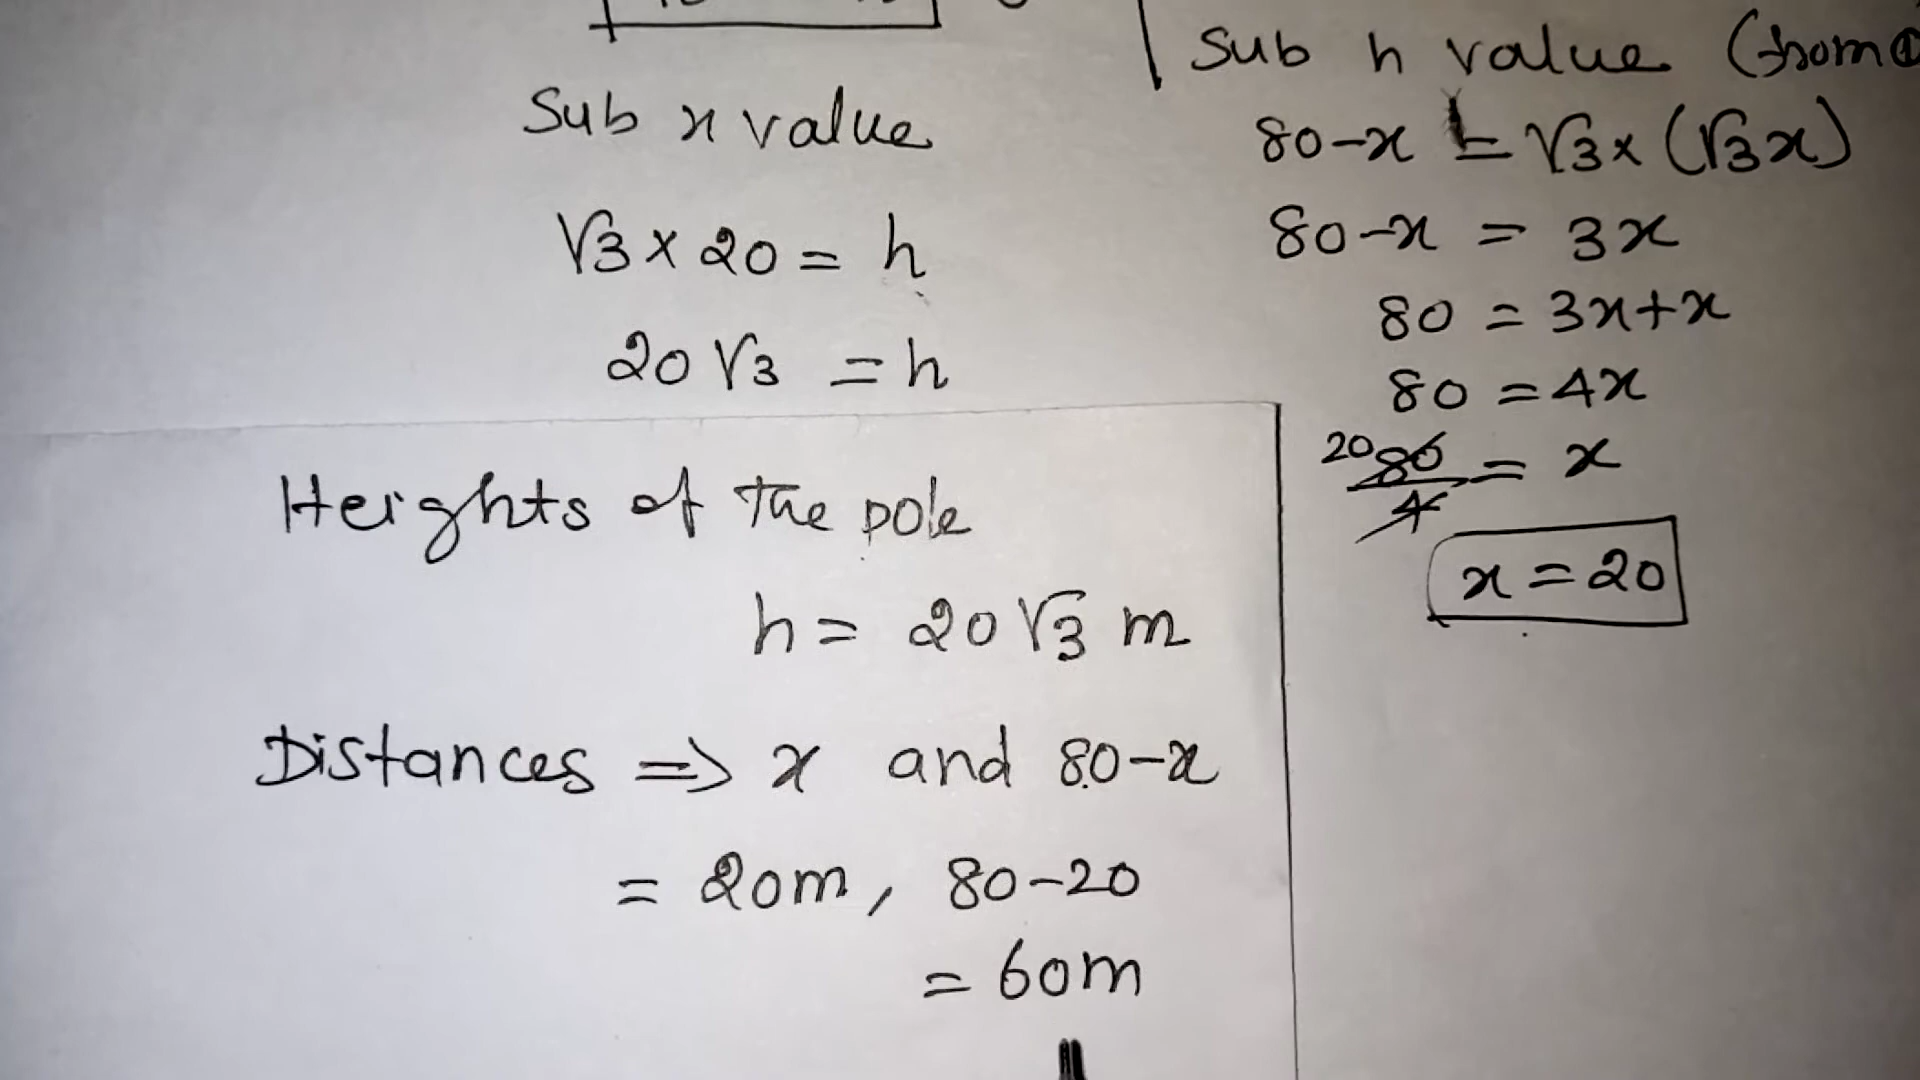 Sub x value
√3 × 20 = h
20√3 = h
Heights of the pole
h = 20√3 m
Distances => x and 80-x
= 20m, 80-20
= 60m
Sub h value (from
80-x = √3 × (√3x)
80-x = 3x
80 = 3x+x
80 = 4x
20 80/4 = x
x = 20